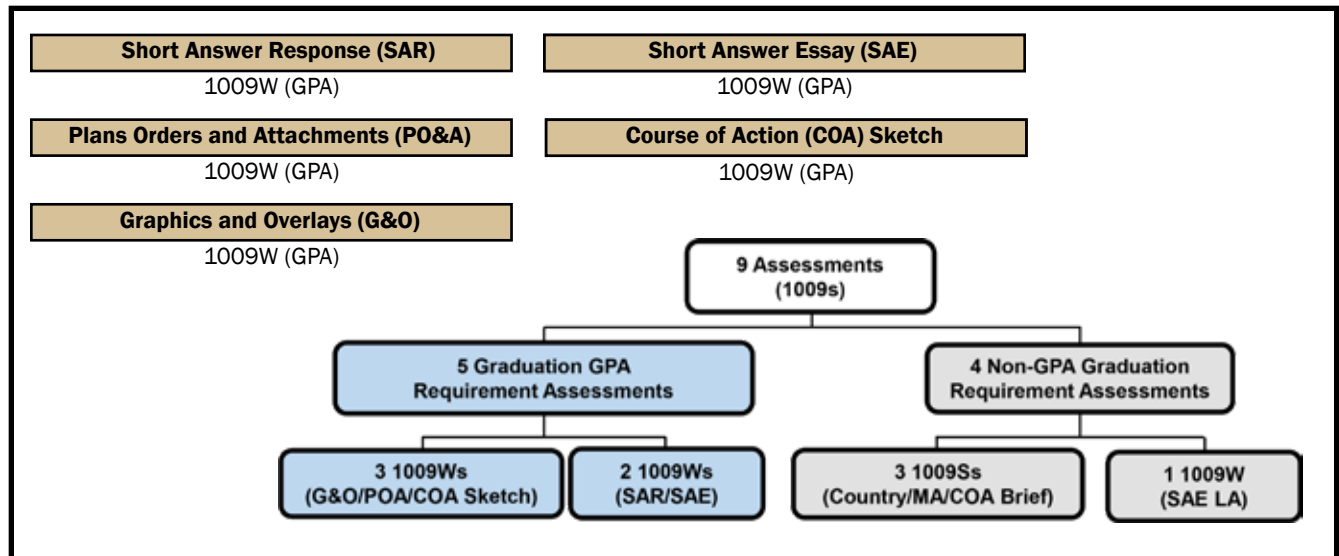 Short Answer Response (SAR)
1009W (GPA)
Short Answer Essay (SAE)
1009W (GPA)
Plans Orders and Attachments (PO&A)
1009W (GPA)
Course of Action (COA) Sketch
1009W (GPA)
Graphics and Overlays (G&O)
1009W (GPA)
9 Assessments
(1009s)
5 Graduation GPA
Requirement Assessments
4 Non-GPA Graduation
Requirement Assessments
3 1009Ws
(G&O/POA/COA Sketch)
2 1009Ws
(SAR/SAE)
3 1009Ss
(Country/MA/COA Brief)
1 1009W
(SAE LA)